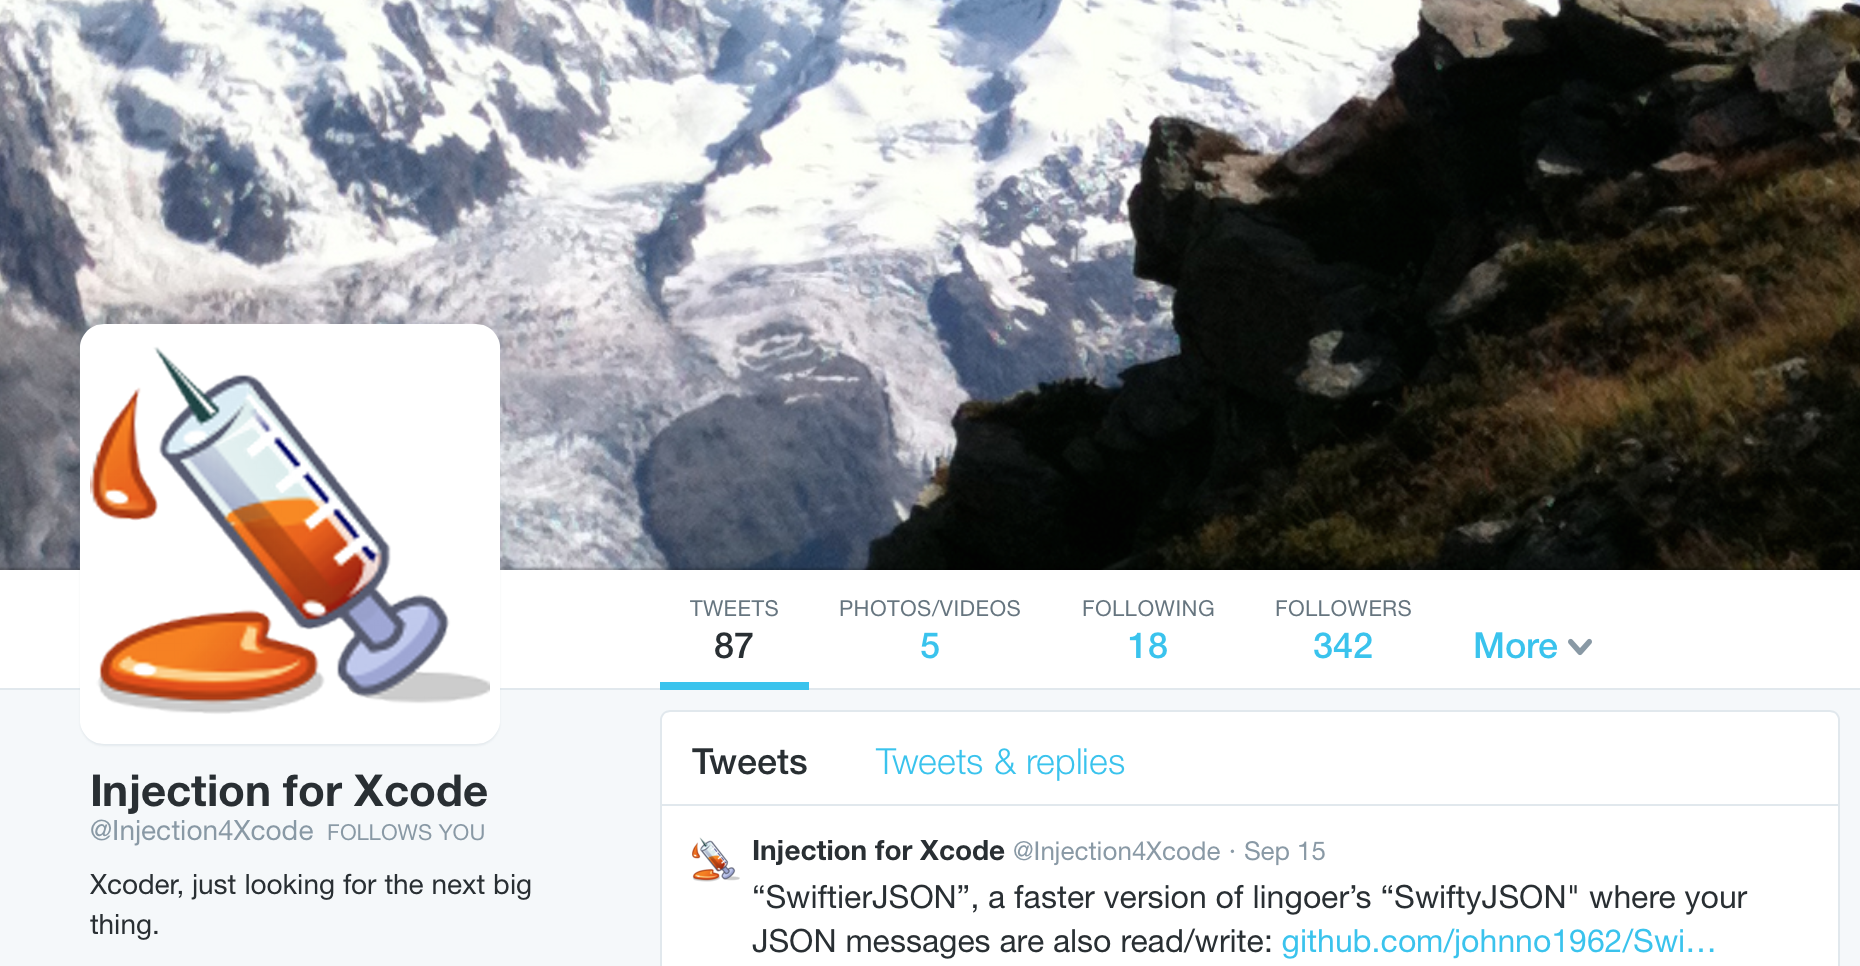 TWEETS PHOTOS/VIDEOS FOLLOWING FOLLOWERS
87 5 18 342 More
Injection for Xcode
@Injection4Xcode FOLLOWS YOU
Xcoder, just looking for the next big
thing.
Tweets Tweets & replies
Injection for Xcode @Injection4Xcode · Sep 15
“SwiftierJSON”, a faster version of lingoer’s “SwiftyJSON" where your
JSON messages are also read/write: github.com/johnno1962/Swi…